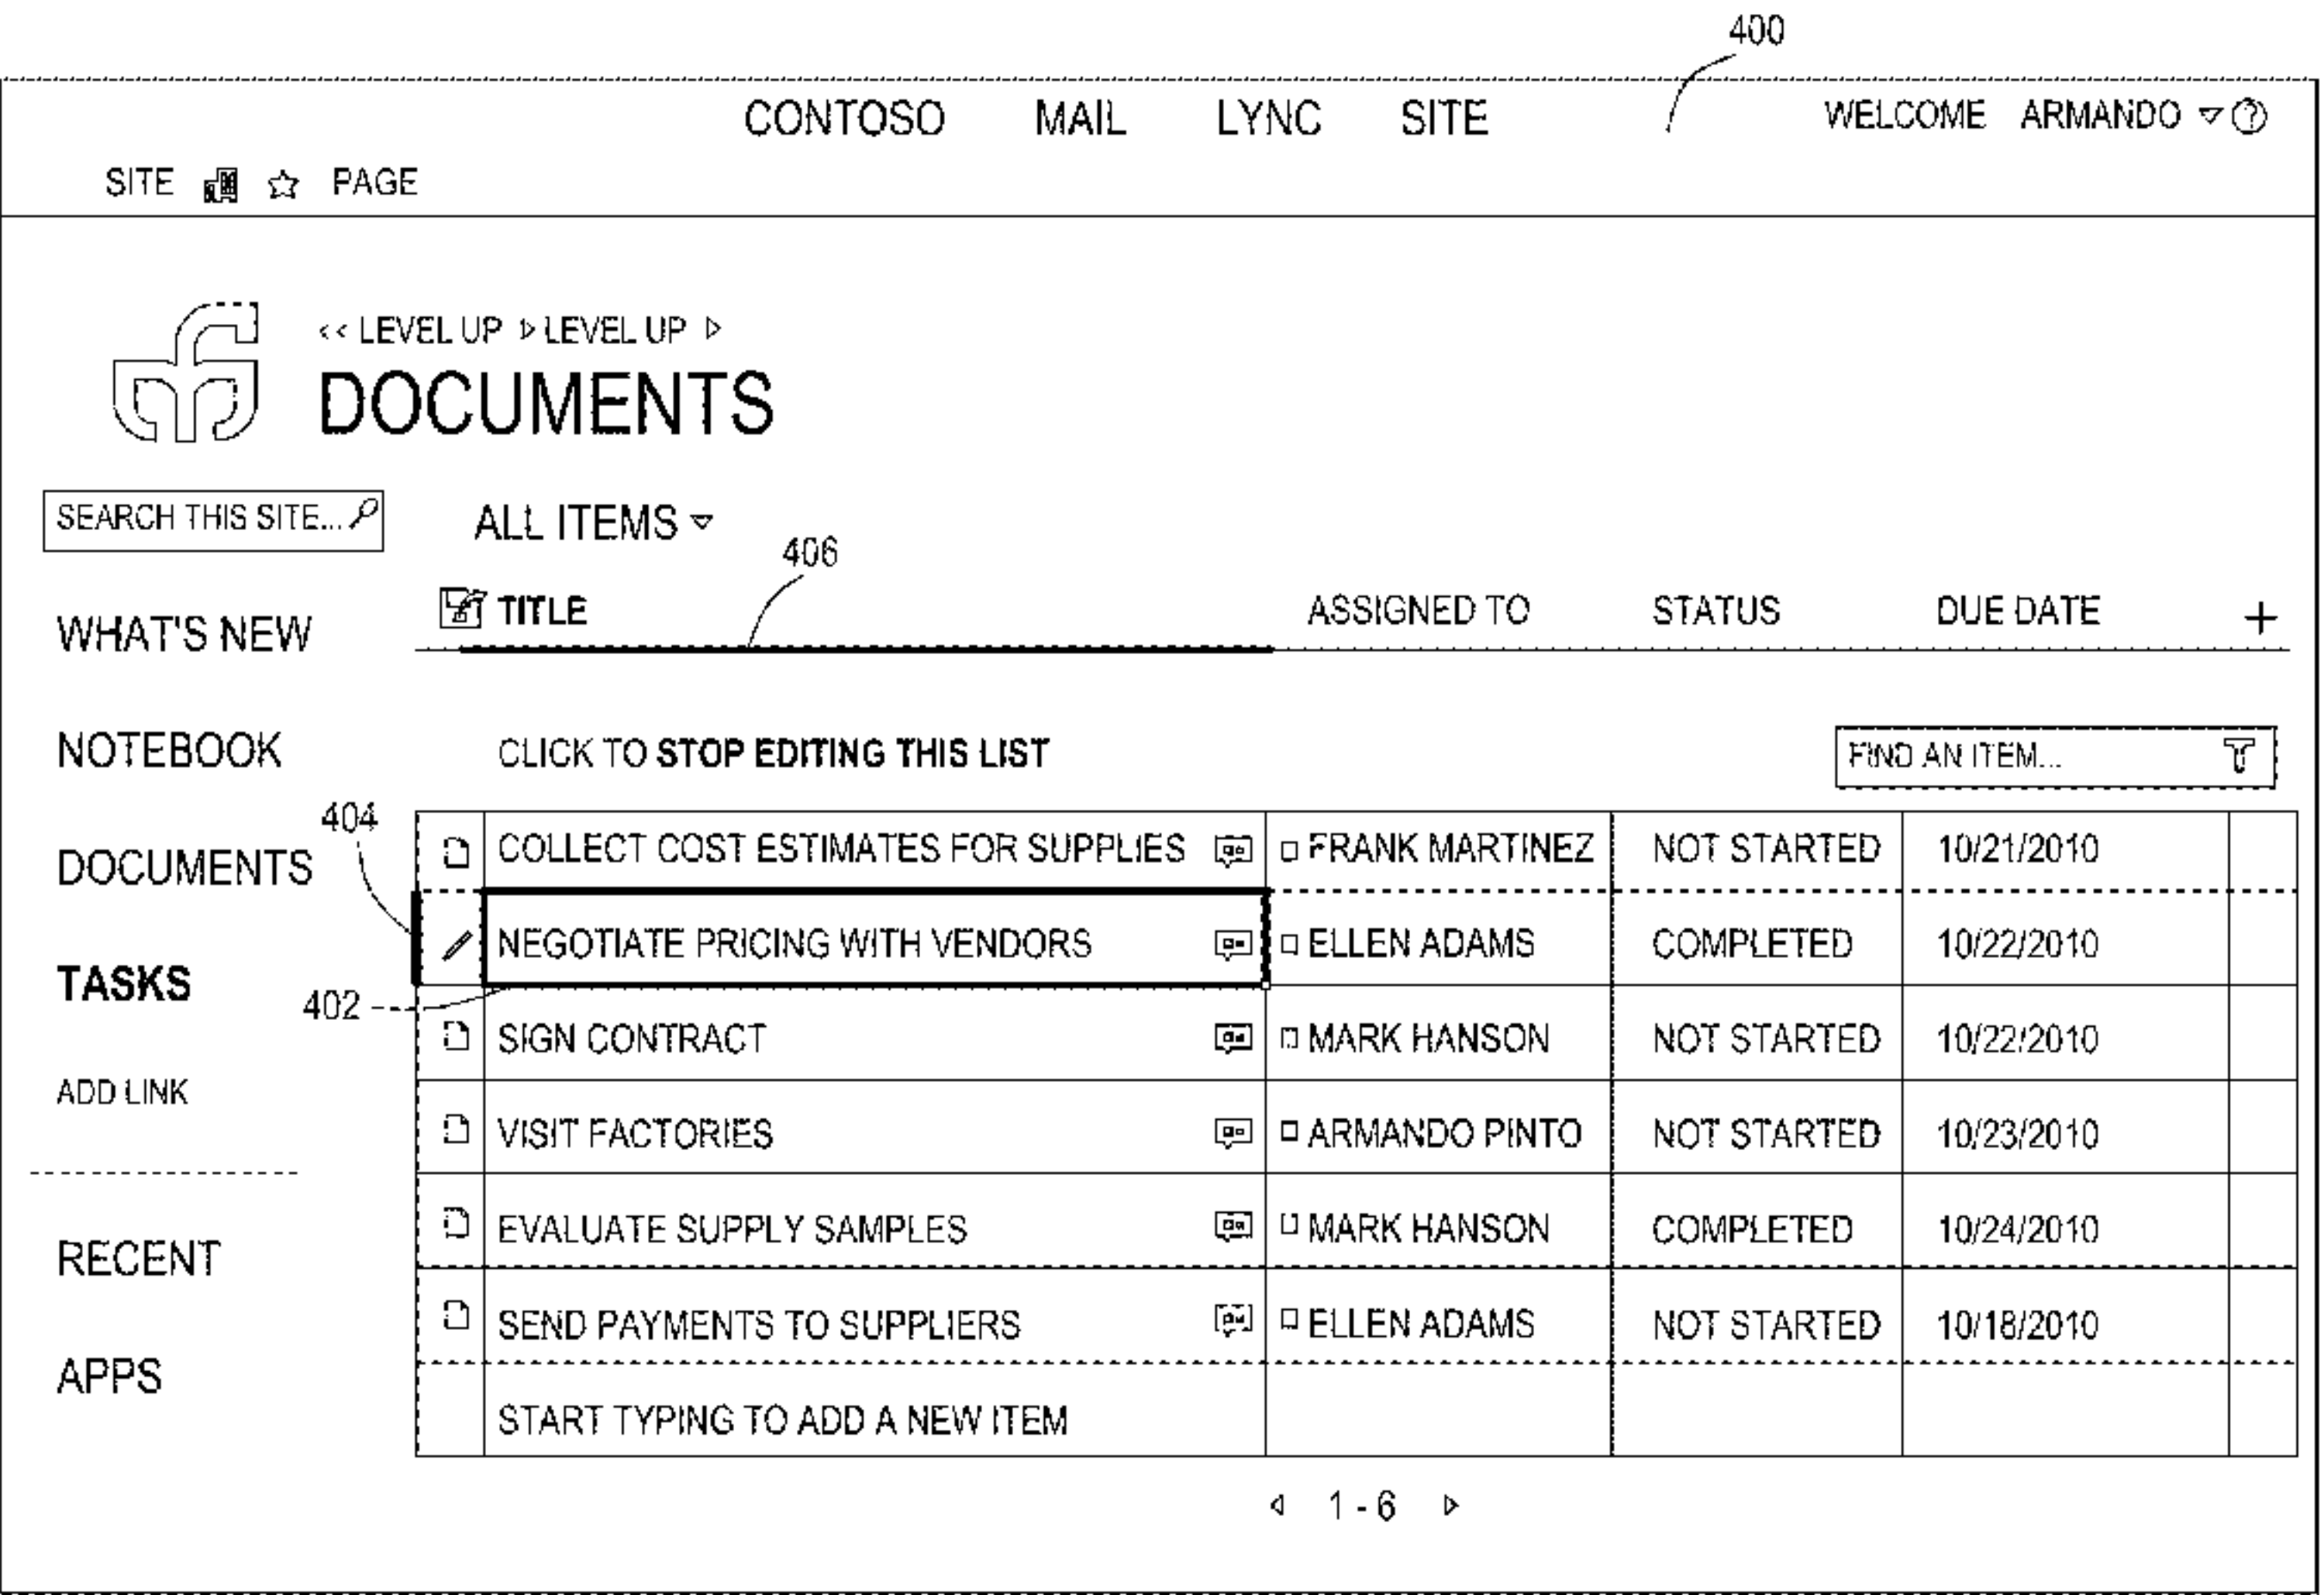 400
CONTOSO MAIL LYNC SITE WELCOME ARMANDO
SITE PAGE
<< LEVEL UP ▷ LEVEL UP ▷
DOCUMENTS
SEARCH THIS SITE...
ALL ITEMS
406
TITLE ASSIGNED TO STATUS DUE DATE +
WHAT'S NEW
NOTEBOOK
CLICK TO STOP EDITING THIS LIST
FIND AN ITEM...
404
DOCUMENTS
COLLECT COST ESTIMATES FOR SUPPLIES FRANK MARTINEZ NOT STARTED 10/21/2010
NEGOTIATE PRICING WITH VENDORS ELLEN ADAMS COMPLETED 10/22/2010
TASKS
402
SIGN CONTRACT MARK HANSON NOT STARTED 10/22/2010
ADD LINK
VISIT FACTORIES ARMANDO PINTO NOT STARTED 10/23/2010
EVALUATE SUPPLY SAMPLES MARK HANSON COMPLETED 10/24/2010
RECENT
SEND PAYMENTS TO SUPPLIERS ELLEN ADAMS NOT STARTED 10/18/2010
APPS
START TYPING TO ADD A NEW ITEM
1 - 6